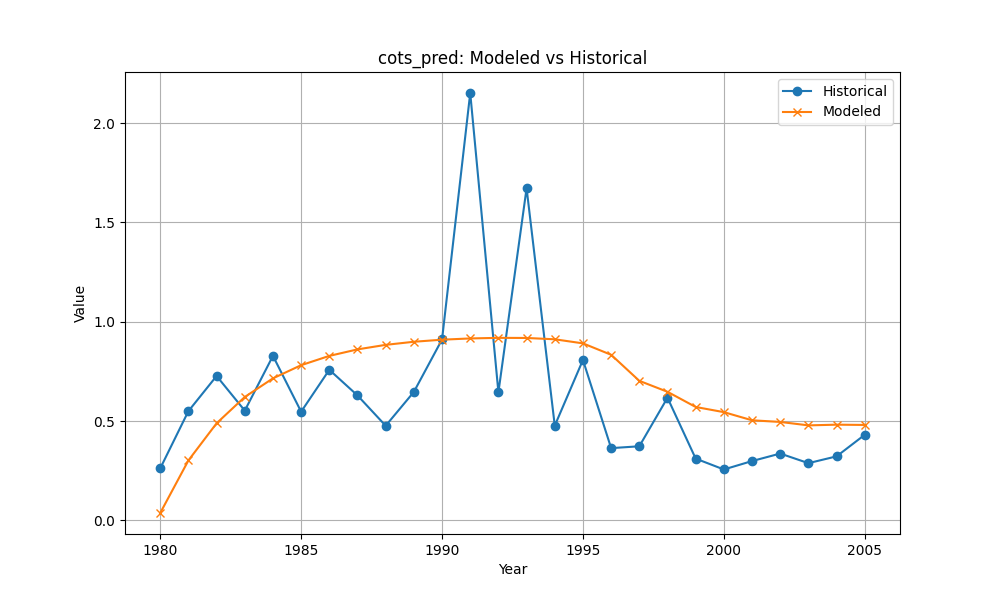 cots_pred: Modeled vs Historical
Historical
Modeled
Value
2.0
1.5
1.0
0.5
0.0
1980 1985 1990 1995 2000 2005
Year